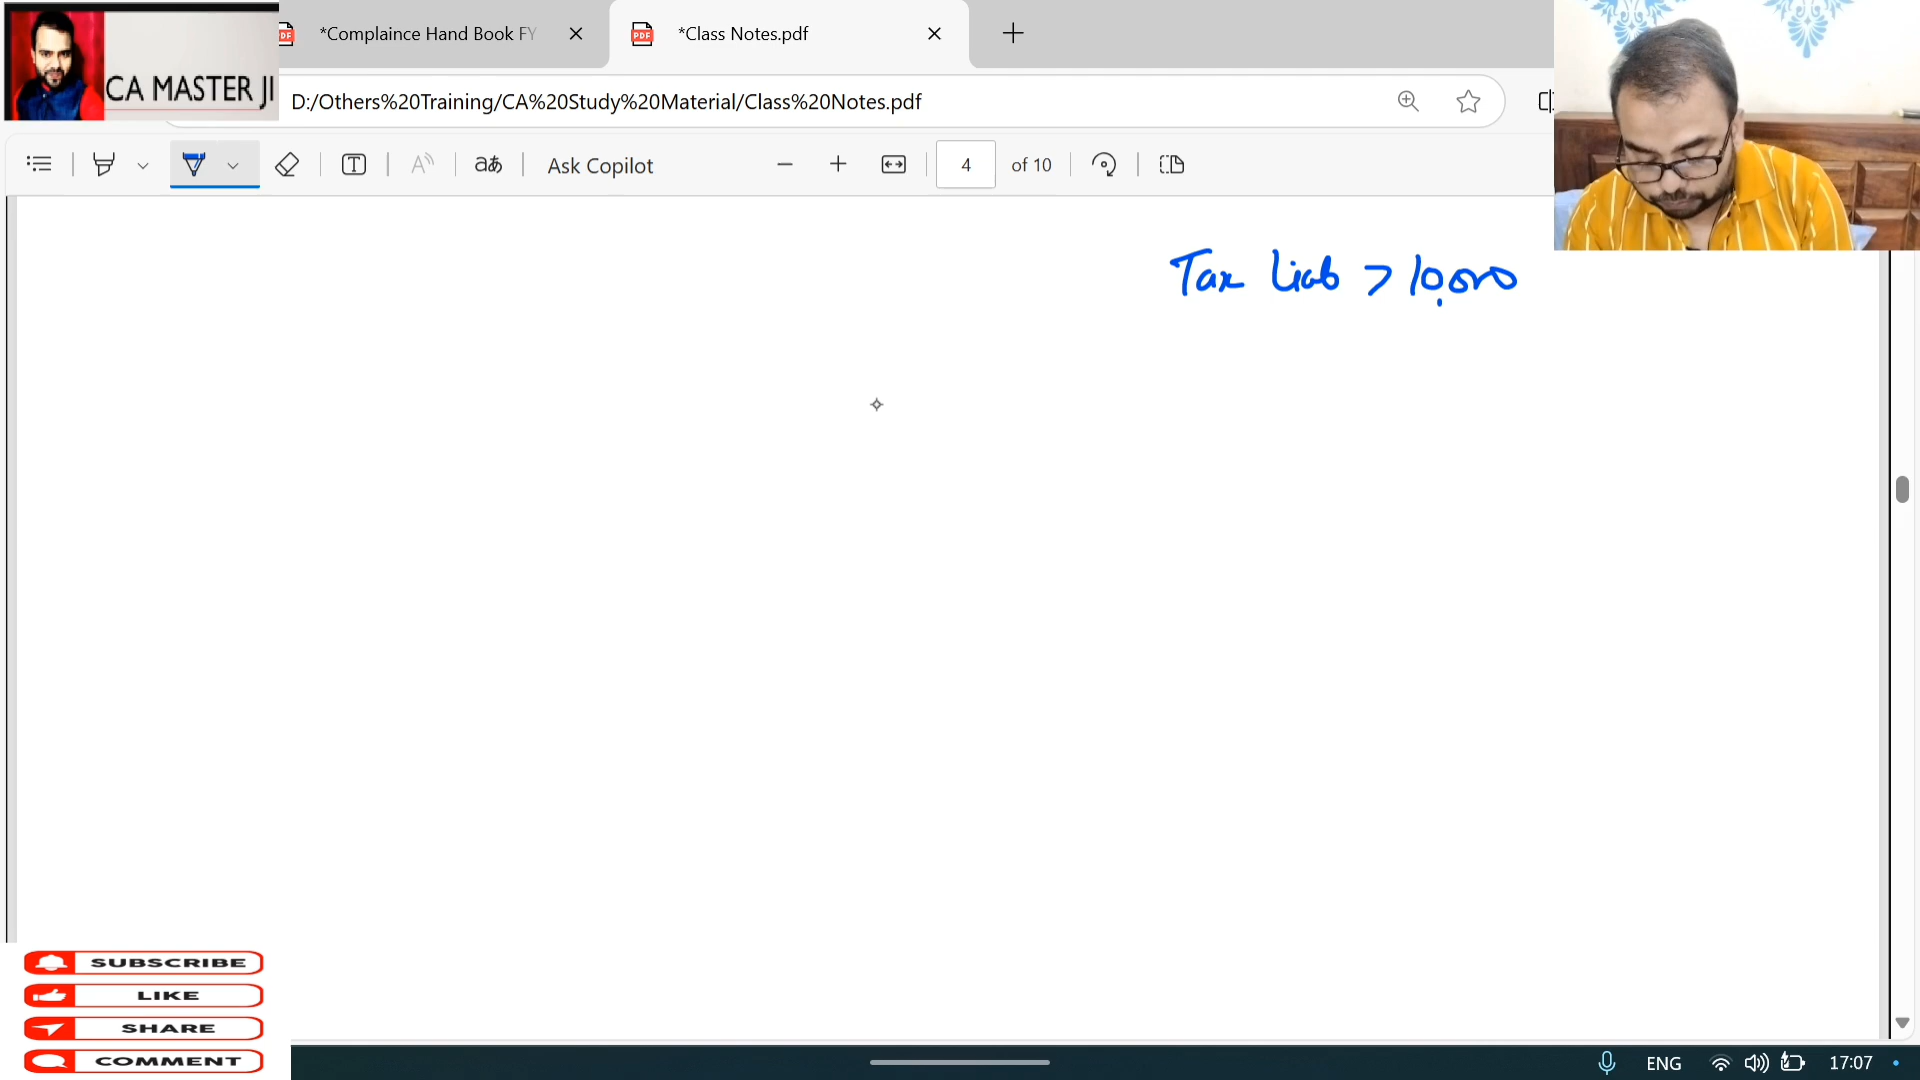 CA MASTER JI
*Complaince Hand Book FY
*Class Notes.pdf
D:/Others%20Training/CA%20Study%20Material/Class%20Notes.pdf
Ask Copilot
4 of 10
Tax Liab > 10,000
SUBSCRIBE
LIKE
SHARE
COMMENT
ENG 17:07